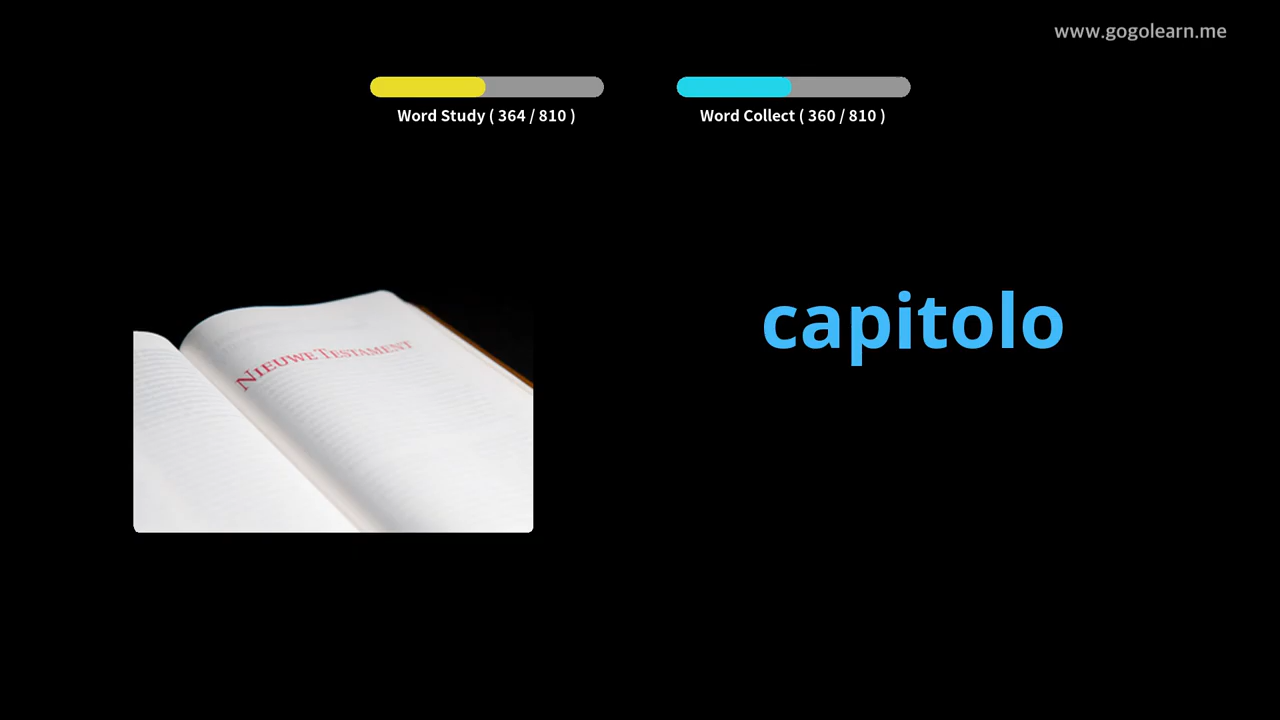 www.gogolearn.me
Word Study ( 364 / 810 )
Word Collect ( 360 / 810 )
capitolo
NIEUWE TESTAMENT